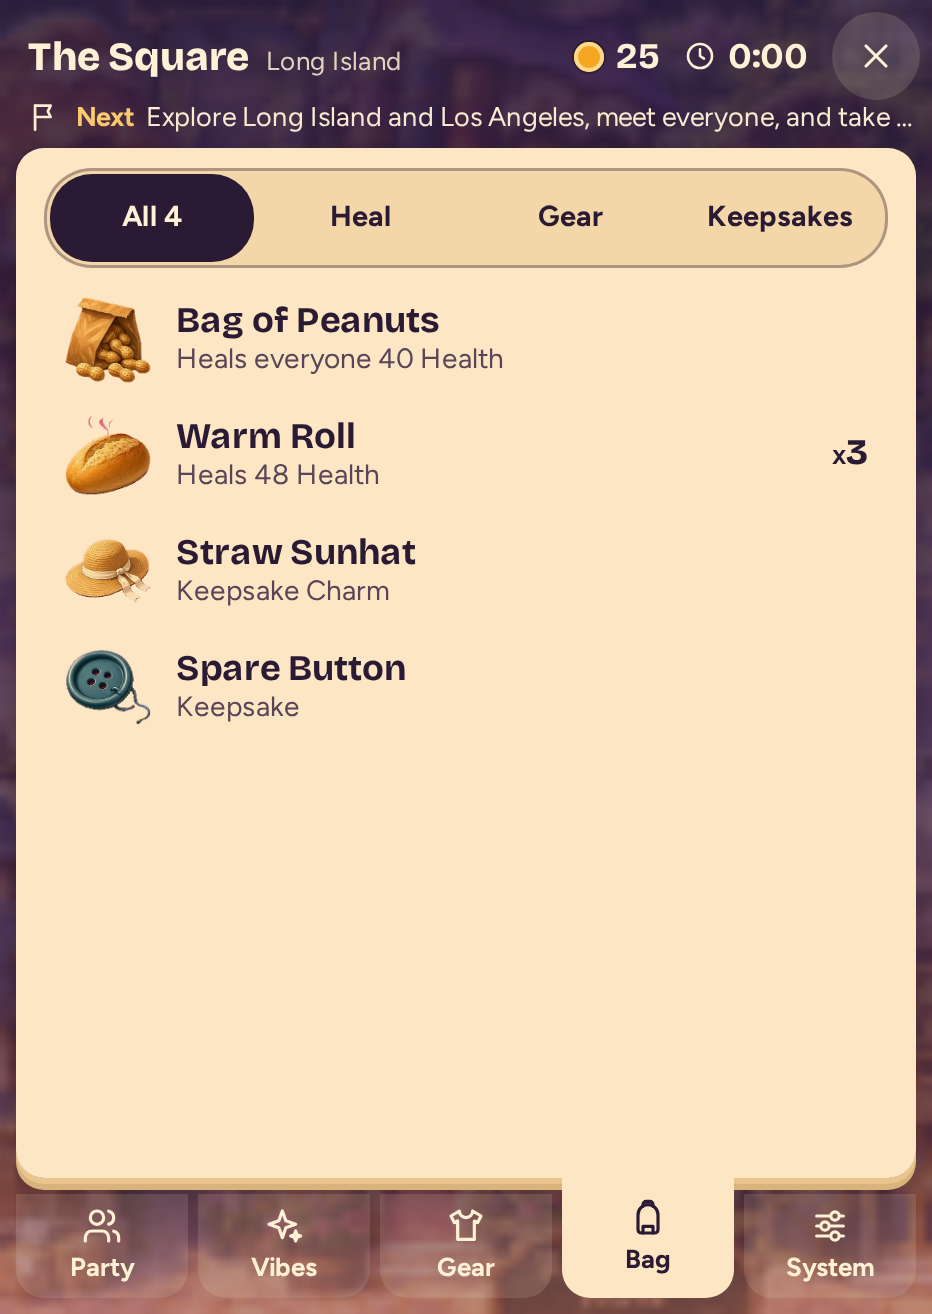 The Square Long Island 25 0:00
Next Explore Long Island and Los Angeles, meet everyone, and take ...
All 4 Heal Gear Keepsakes
Bag of Peanuts
Heals everyone 40 Health
Warm Roll
Heals 48 Health
x3
Straw Sunhat
Keepsake Charm
Spare Button
Keepsake
Party Vibes Gear Bag System